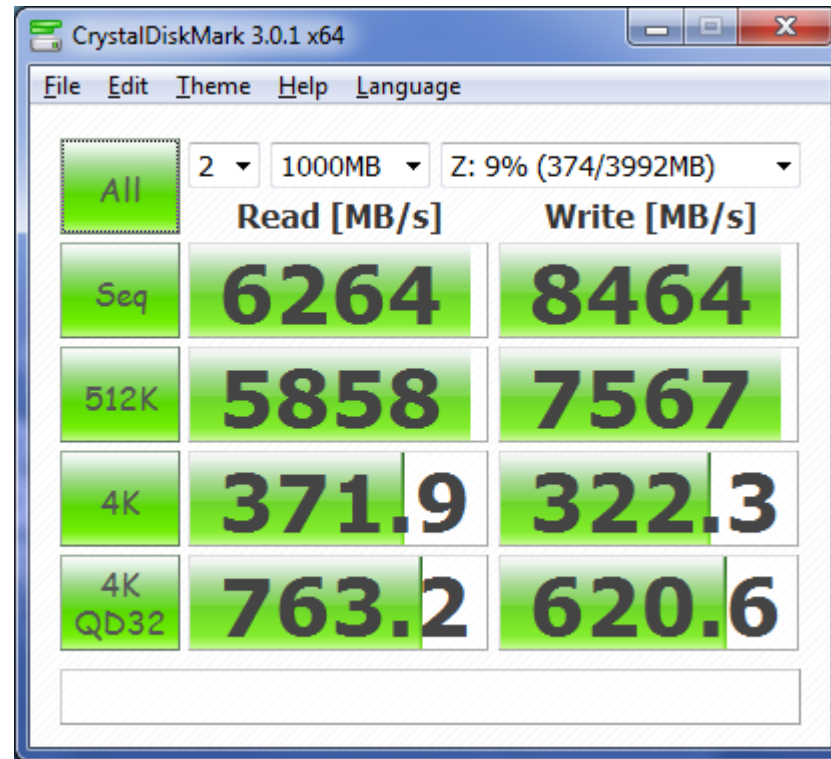 CrystalDiskMark 3.0.1 x64
File Edit Theme Help Language
All 2 1000MB Z: 9% (374/3992MB)
Read [MB/s] Write [MB/s]
Seq 6264 8464
512K 5858 7567
4K 371.9 322.3
4K QD32 763.2 620.6